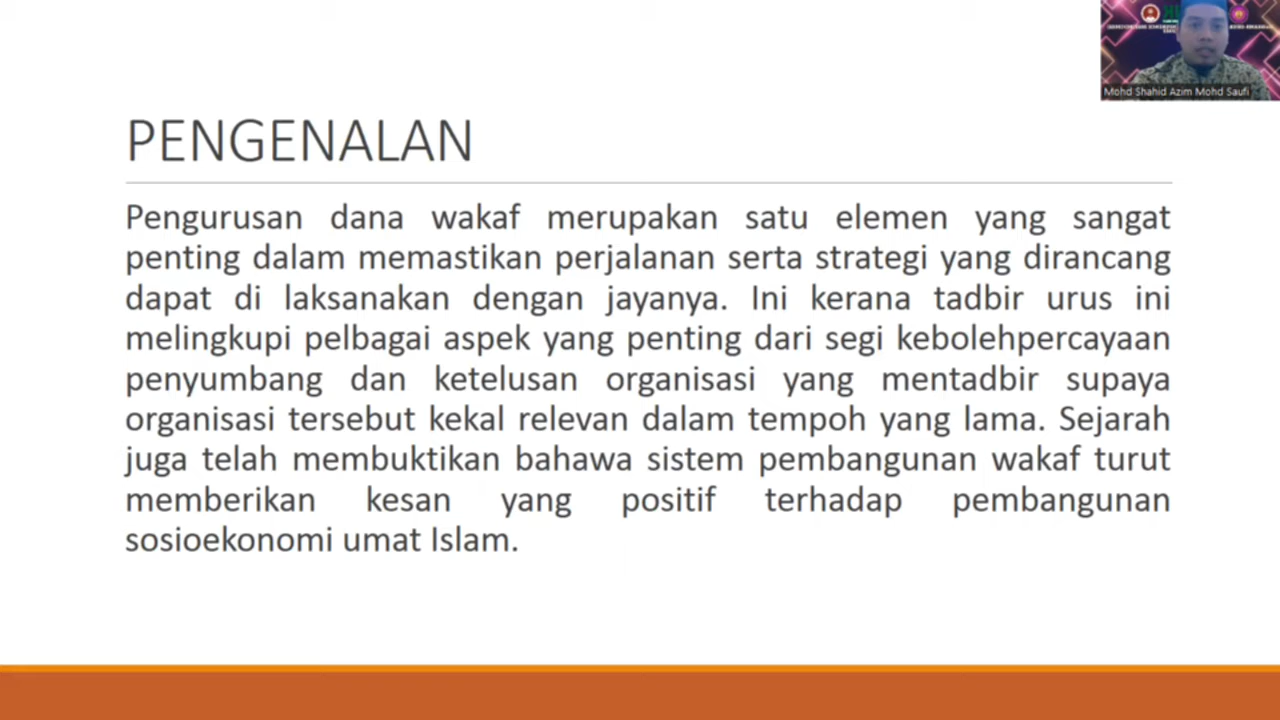 Mohd Shahid Azim Mohd Saufi
PENGENALAN
Pengurusan dana wakaf merupakan satu elemen yang sangat
penting dalam memastikan perjalanan serta strategi yang dirancang
dapat di laksanakan dengan jayanya. Ini kerana tadbir urus ini
melingkupi pelbagai aspek yang penting dari segi kebolehpercayaan
penyumbang dan ketelusan organisasi yang mentadbir supaya
organisasi tersebut kekal relevan dalam tempoh yang lama. Sejarah
juga telah membuktikan bahawa sistem pembangunan wakaf turut
memberikan kesan yang positif terhadap pembangunan
sosioekonomi umat Islam.